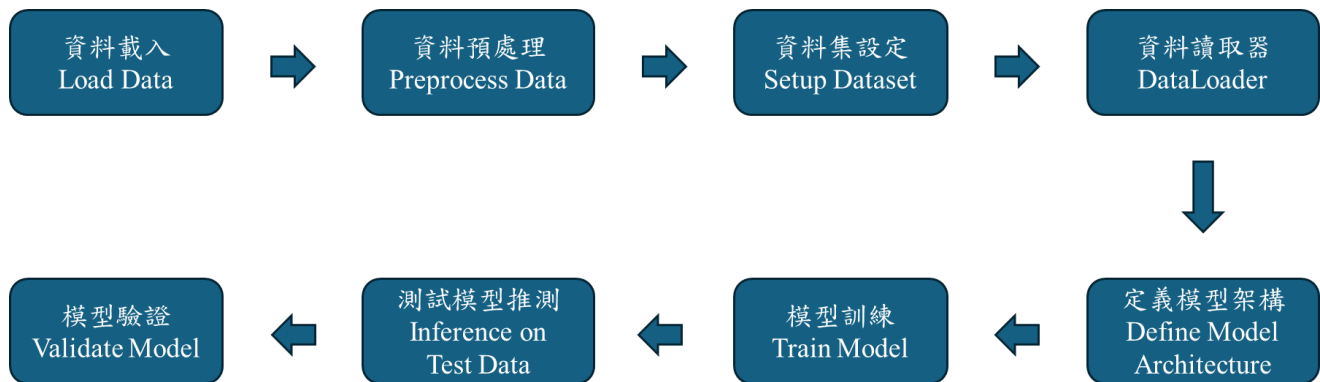 資料載入
Load Data
資料預處理
Preprocess Data
資料集設定
Setup Dataset
資料讀取器
DataLoader
定義模型架構
Define Model
Architecture
模型訓練
Train Model
測試模型推測
Inference on
Test Data
模型驗證
Validate Model